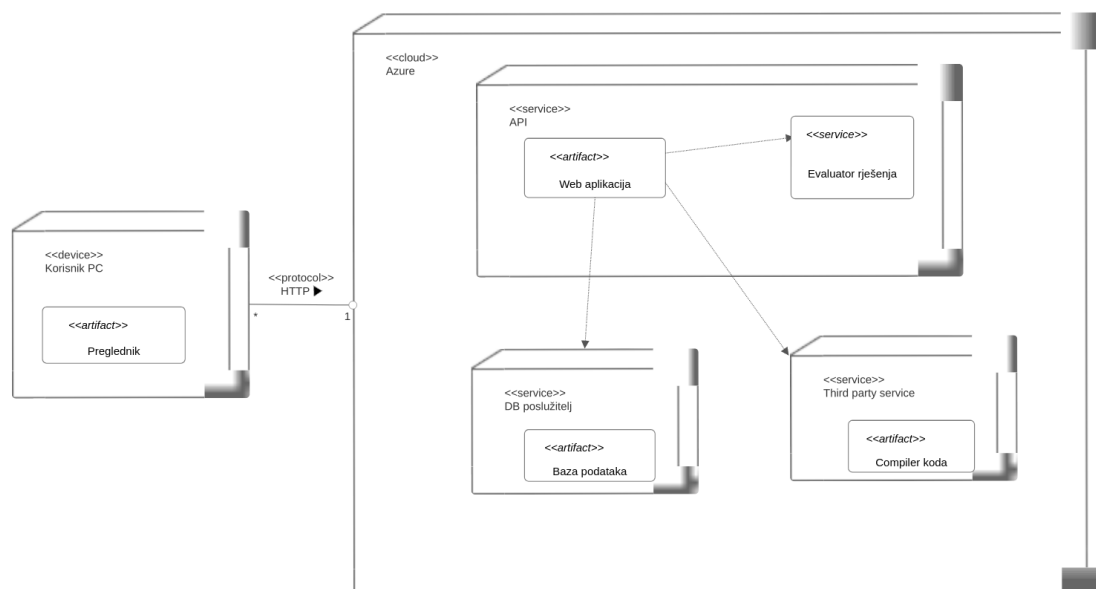 <<cloud>>
Azure
<<service>>
API
<<artifact>>
Web aplikacija
<<service>>
Evaluator rješenja
<<device>>
Korisnik PC
<<artifact>>
Preglednik
<<protocol>>
HTTP ▶
*
1
<<service>>
DB poslužitelj
<<artifact>>
Baza podataka
<<service>>
Third party service
<<artifact>>
Compiler koda